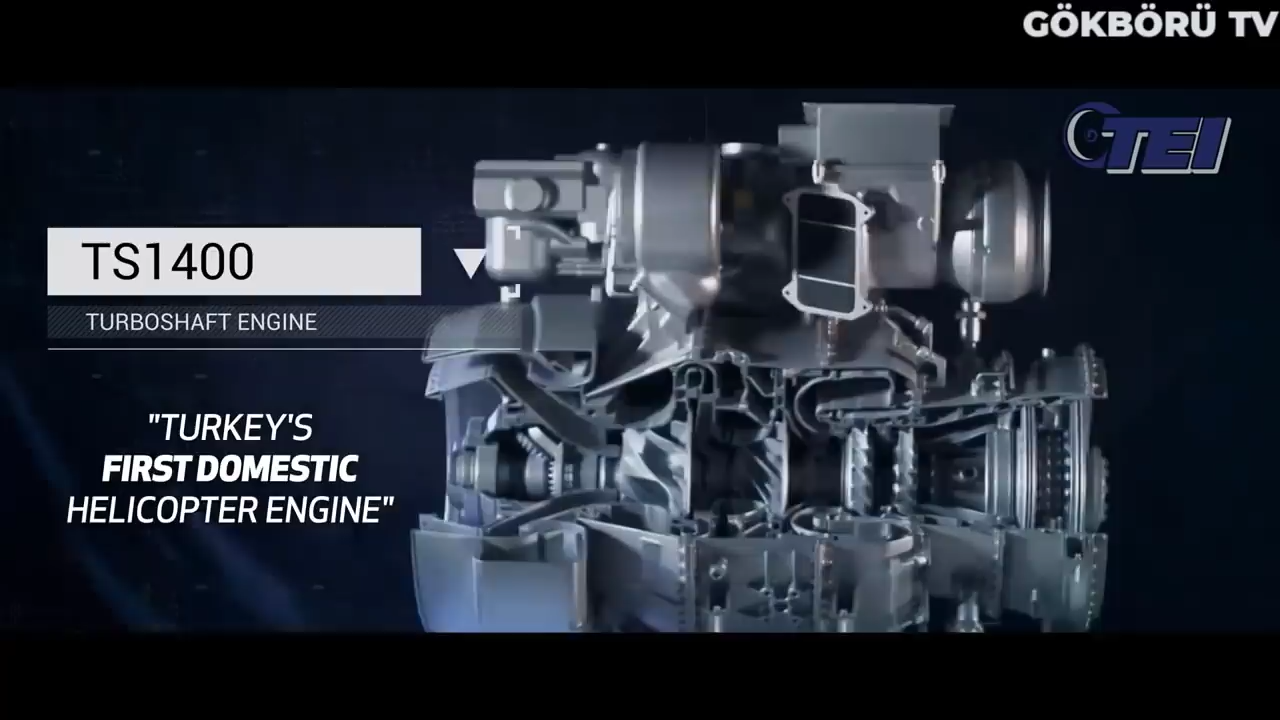 GÖKBÖRÜ TV
TEI
TS1400
TURBOSHAFT ENGINE
"TURKEY'S
FIRST DOMESTIC
HELICOPTER ENGINE"